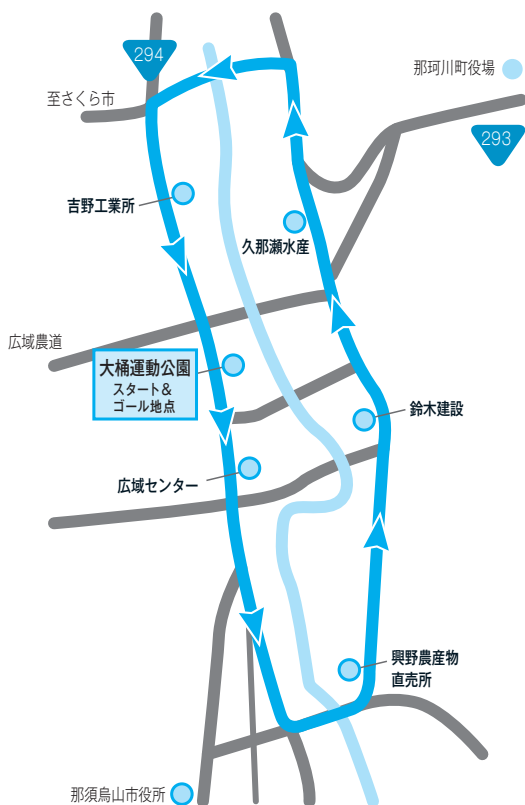 294
那珂川町役場
至さくら市
293
吉野工業所
久那瀬水産
広域農道
大桶運動公園
スタート&
ゴール地点
鈴木建設
広域センター
興野農産物
直売所
那須烏山市役所